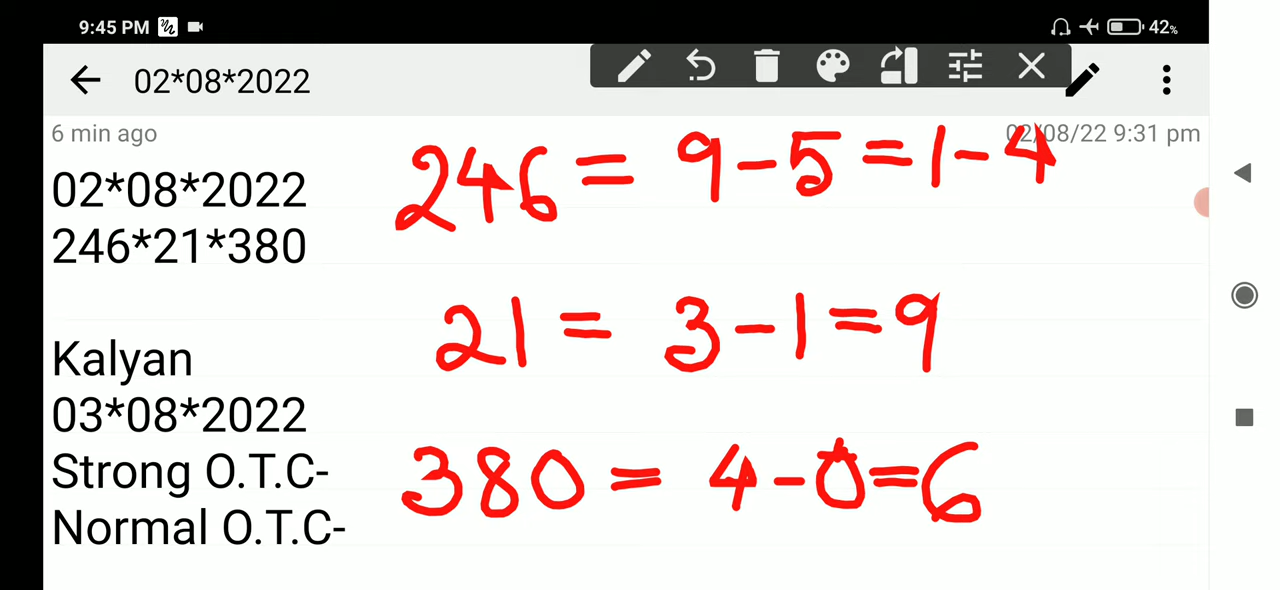 9:45 PM 42%
02*08*2022
6 min ago 02/08/22 9:31 pm
02*08*2022
246*21*380
246 = 9-5 = 1-4
21 = 3-1 = 9
380 = 4-0 = 6
Kalyan
03*08*2022
Strong O.T.C-
Normal O.T.C-